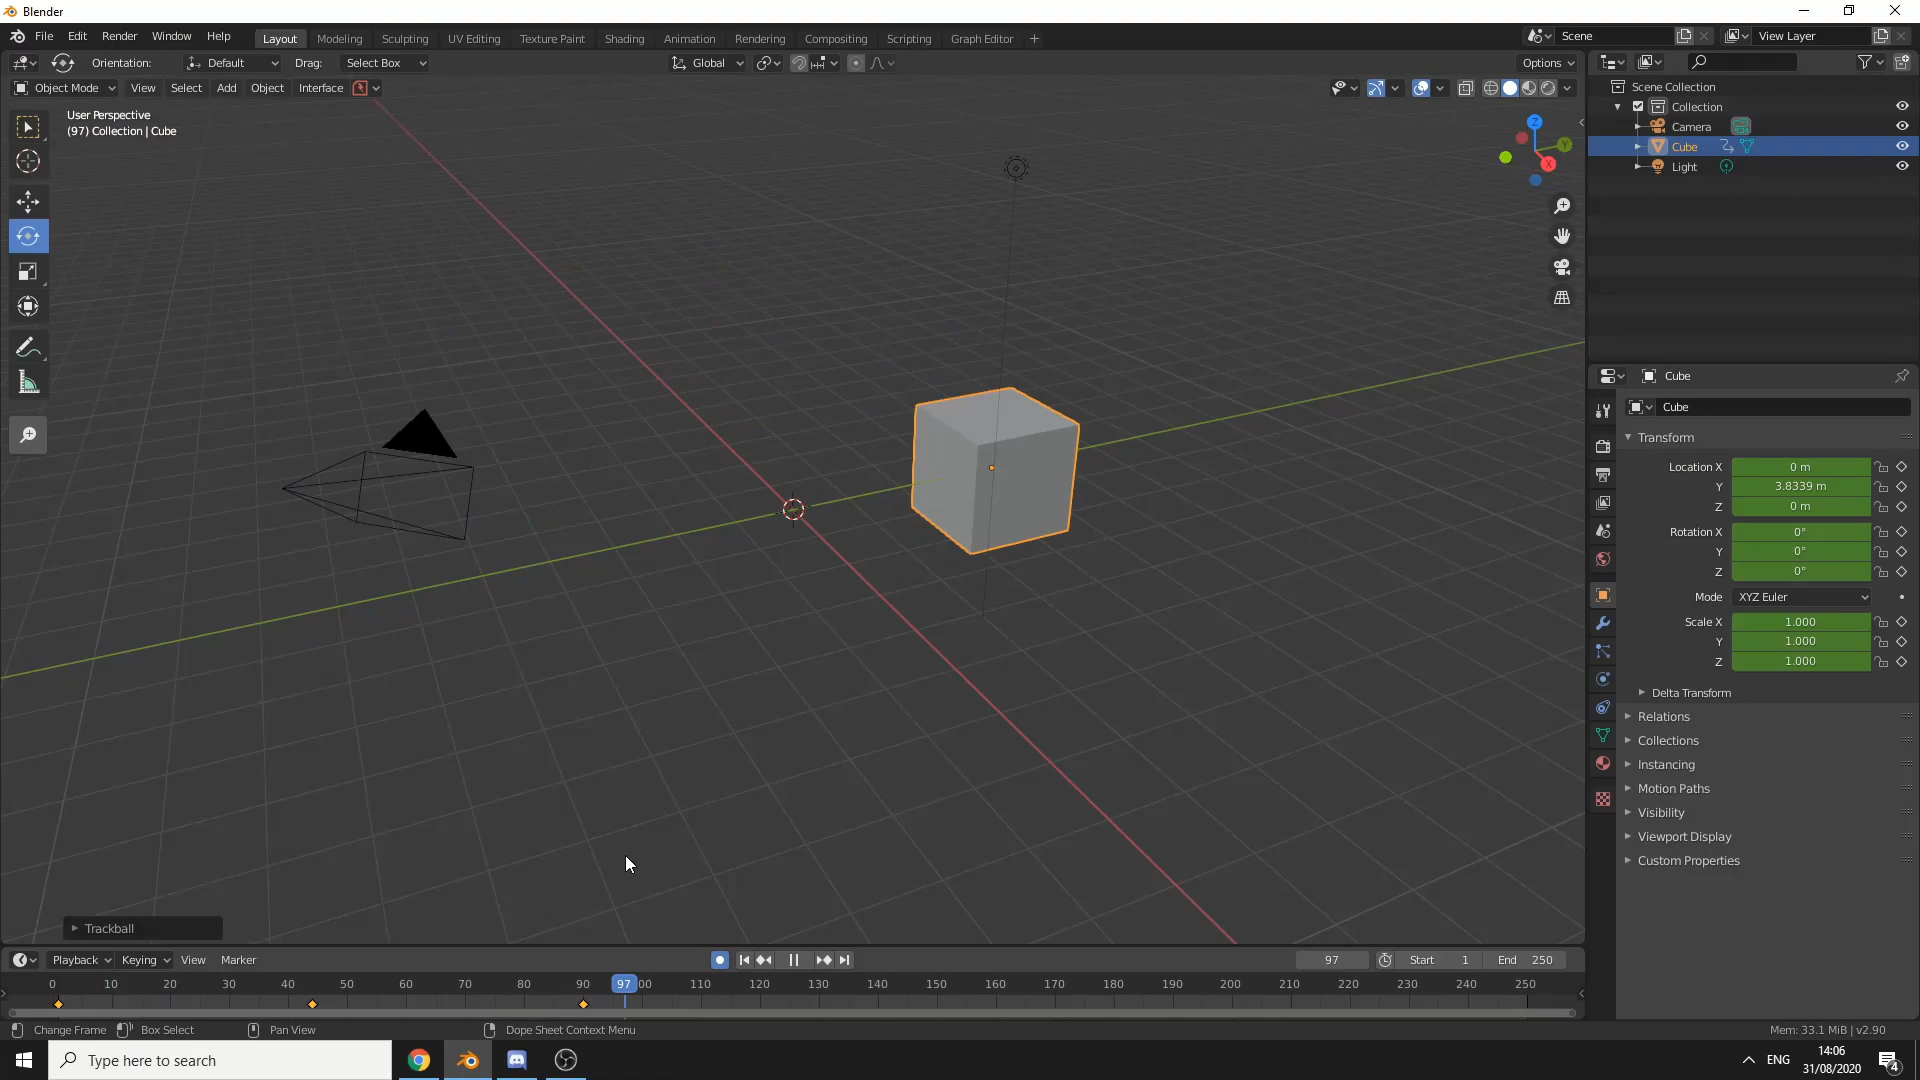 Blender
File Edit Render Window Help Layout Modeling Sculpting UV Editing Texture Paint Shading Animation Rendering Compositing Scripting Graph Editor + Scene View Layer
Orientation: Default Drag: Select Box Global Options
Object Mode View Select Add Object Interface
User Perspective
(97) Collection | Cube
Z
Y
X
Scene Collection
Collection
Camera
Cube
Light
Cube
Cube
Transform
Location X 0 m
Y 3.8339 m
Z 0 m
Rotation X 0°
Y 0°
Z 0°
Mode XYZ Euler
Scale X 1.000
Y 1.000
Z 1.000
Delta Transform
Relations
Collections
Instancing
Motion Paths
Visibility
Viewport Display
Custom Properties
Trackball
Playback Keying View Marker 97 Start 1 End 250
0 10 20 30 40 50 60 70 80 97 00 110 120 130 140 150 160 170 180 190 200 210 220 230 240 250
Change Frame Box Select Pan View Dope Sheet Context Menu Mem: 33.1 MiB | v2.90
Type here to search
ENG
14:06
31/08/2020
4